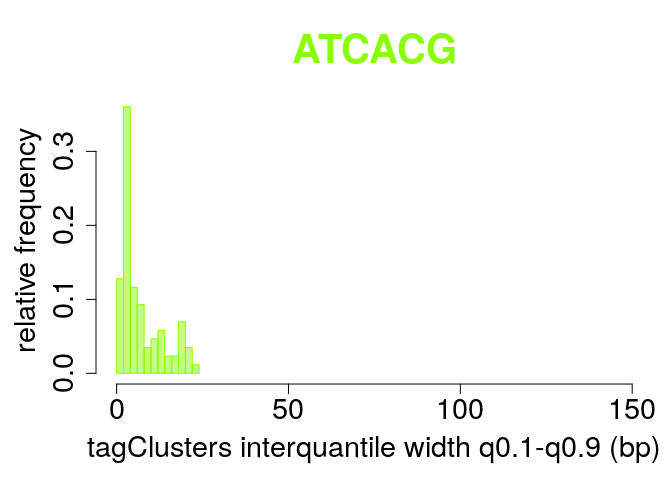 ATCACG
relative frequency
0.3
0.2
0.1
0.0
0 50 100 150
tagClusters interquantile width q0.1-q0.9 (bp)